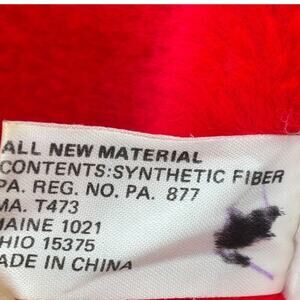 ALL NEW MATERIAL
CONTENTS:SYNTHETIC FIBER
PA. REG. NO. PA. 877
MA. T473
MAINE 1021
HIO 15375
MADE IN CHINA